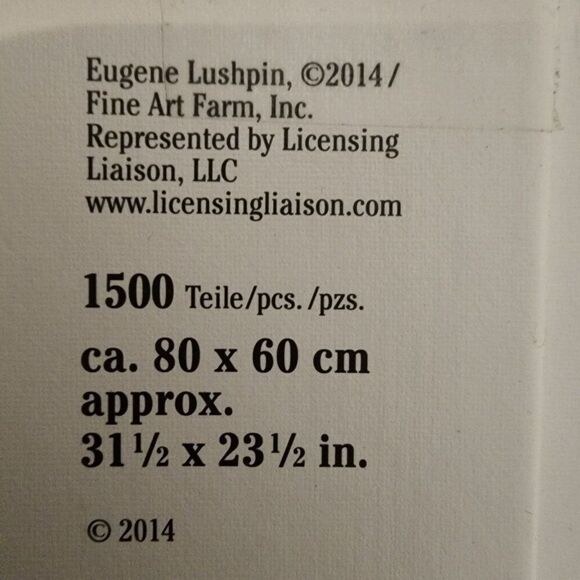 Eugene Lushpin, ©2014/
Fine Art Farm, Inc.
Represented by Licensing
Liaison, LLC
www.licensingliaison.com
1500 Teile/pcs./pzs.
ca. 80 x 60 cm
approx.
31½ x 23½ in.
© 2014